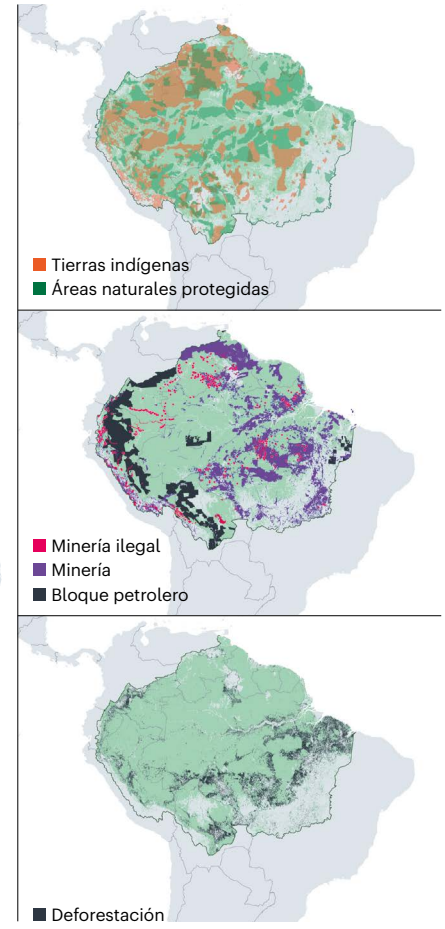 Tierras indígenas
Áreas naturales protegidas
Minería ilegal
Minería
Bloque petrolero
Deforestación